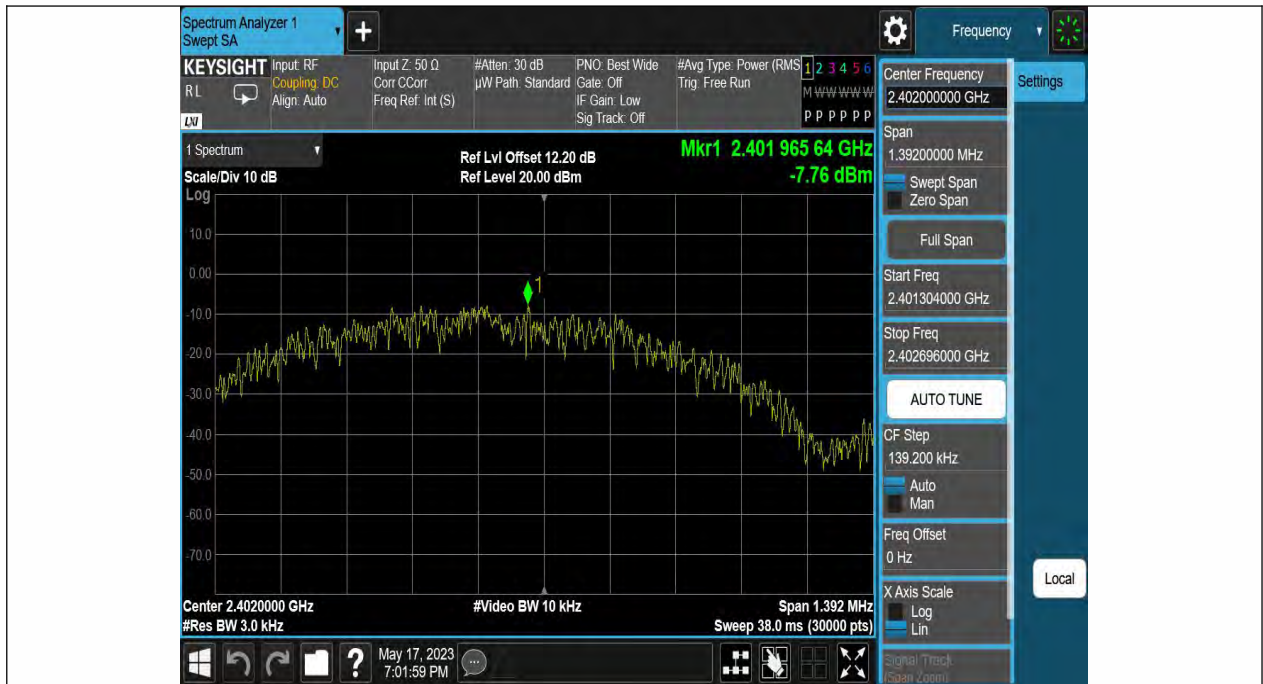 Spectrum Analyzer 1
Swept SA
+
Frequency
KEYSIGHT
Input: RF
Coupling: DC
Align: Auto
Input Z: 50 Ω
Corr CCorr
Freq Ref: Int (S)
#Atten: 30 dB
µW Path: Standard
PNO: Best Wide
Gate: Off
IF Gain: Low
Sig Track: Off
#Avg Type: Power (RMS
Trig: Free Run
1 2 3 4 5 6
M W W W W W
P P P P P P
R L
LXI
1 Spectrum
Scale/Div 10 dB
Ref Lvl Offset 12.20 dB
Ref Level 20.00 dBm
Mkr1 2.401 965 64 GHz
-7.76 dBm
Log
10.0
0.00
-10.0
-20.0
-30.0
-40.0
-50.0
-60.0
-70.0
1
Center 2.4020000 GHz
#Res BW 3.0 kHz
#Video BW 10 kHz
Span 1.392 MHz
Sweep 38.0 ms (30000 pts)
Center Frequency
2.402000000 GHz
Settings
Span
1.39200000 MHz
Swept Span
Zero Span
Full Span
Start Freq
2.401304000 GHz
Stop Freq
2.402696000 GHz
AUTO TUNE
CF Step
139.200 kHz
Auto
Man
Freq Offset
0 Hz
X Axis Scale
Log
Lin
Signal Track
(Span Zoom)
Local
?
May 17, 2023
7:01:59 PM